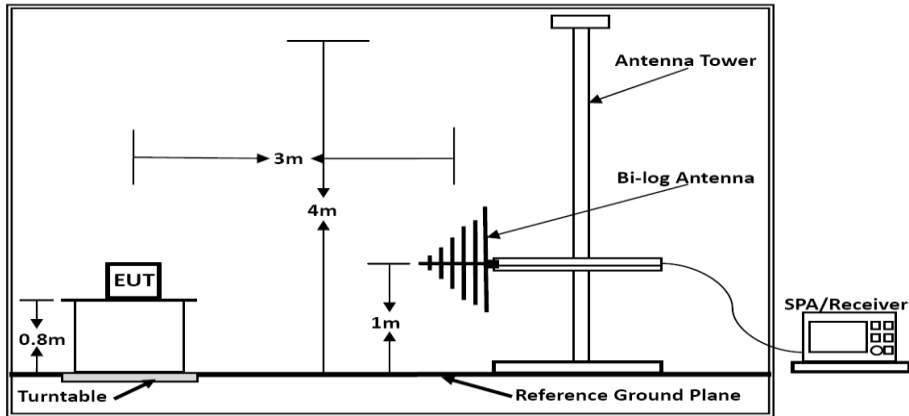 Antenna Tower
3m
Bi-log Antenna
4m
EUT
1m
SPA/Receiver
0.8m
Turntable
Reference Ground Plane